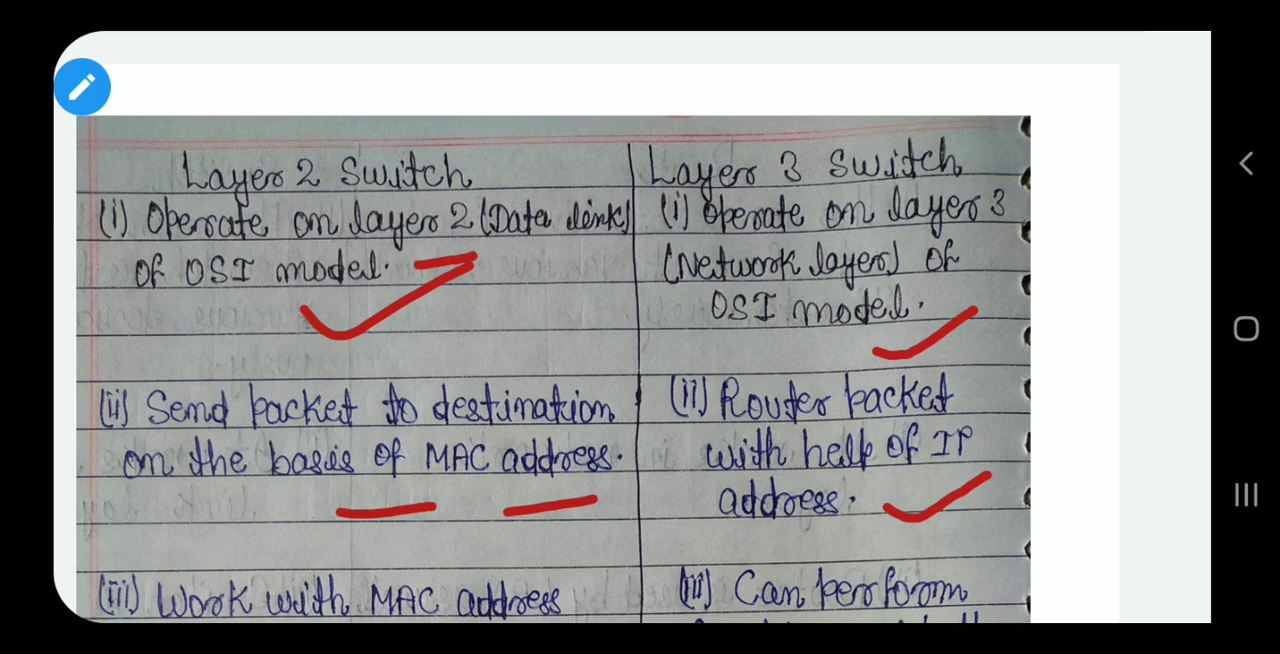 Layer 2 Switch
(i) Operate on layer 2 (Data link)
of OSI model.
(ii) Send packet to destination
on the basis of MAC address.
(iii) Work with MAC address
Layer 3 Switch
(i) Operate on layer 3
(Network layer) of
OSI model.
(ii) Router packet
with help of IP
address.
(iii) Can perform